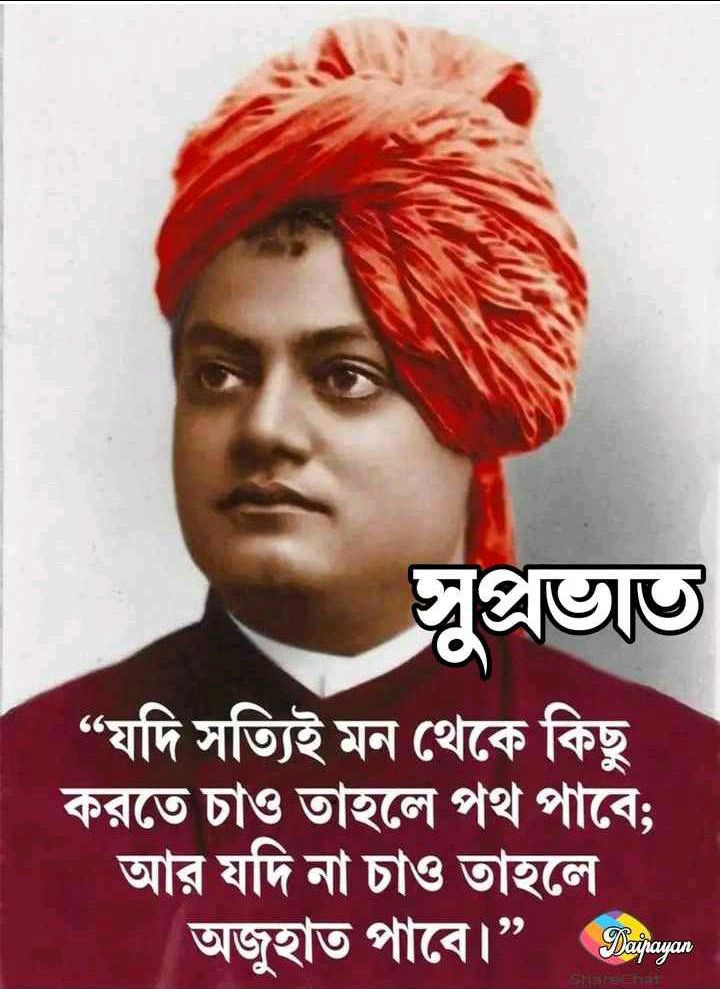 সুপ্রভাত
“যদি সত্যিই মন থেকে কিছু
করতে চাও তাহলে পথ পাবে;
আর যদি না চাও তাহলে
অজুহাত পাবে।”
Daipayan
ShareChat